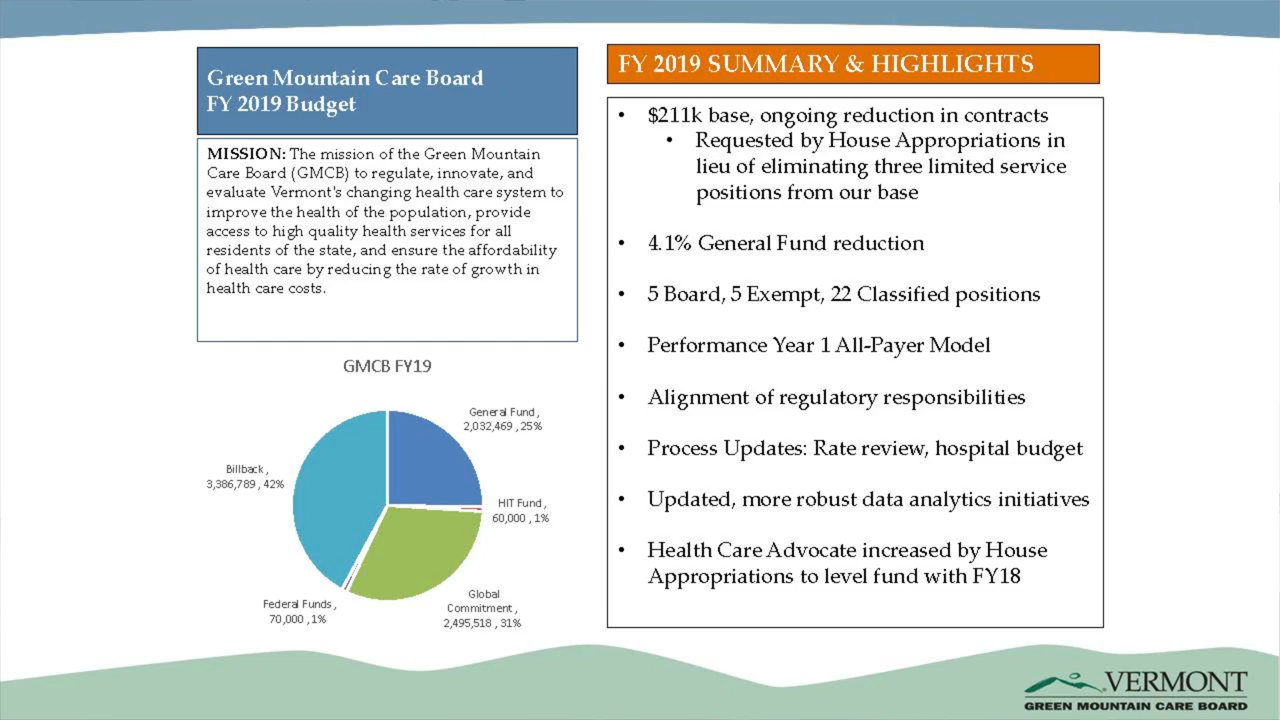 Green Mountain Care Board
FY 2019 Budget
MISSION: The mission of the Green Mountain
Care Board (GMCB) to regulate, innovate, and
evaluate Vermont's changing health care system to
improve the health of the population, provide
access to high quality health services for all
residents of the state, and ensure the affordability
of health care by reducing the rate of growth in
health care costs.
GMCB FY19
General Fund ,
2,032,469 , 25%
HIT Fund ,
60,000 , 1%
Global
Commitment ,
2,495,518 , 31%
Federal Funds ,
70,000 , 1%
Billback ,
3,386,789 , 42%
FY 2019 SUMMARY & HIGHLIGHTS
• $211k base, ongoing reduction in contracts
• Requested by House Appropriations in
lieu of eliminating three limited service
positions from our base
• 4.1% General Fund reduction
• 5 Board, 5 Exempt, 22 Classified positions
• Performance Year 1 All-Payer Model
• Alignment of regulatory responsibilities
• Process Updates: Rate review, hospital budget
• Updated, more robust data analytics initiatives
• Health Care Advocate increased by House
Appropriations to level fund with FY18
VERMONT
GREEN MOUNTAIN CARE BOARD